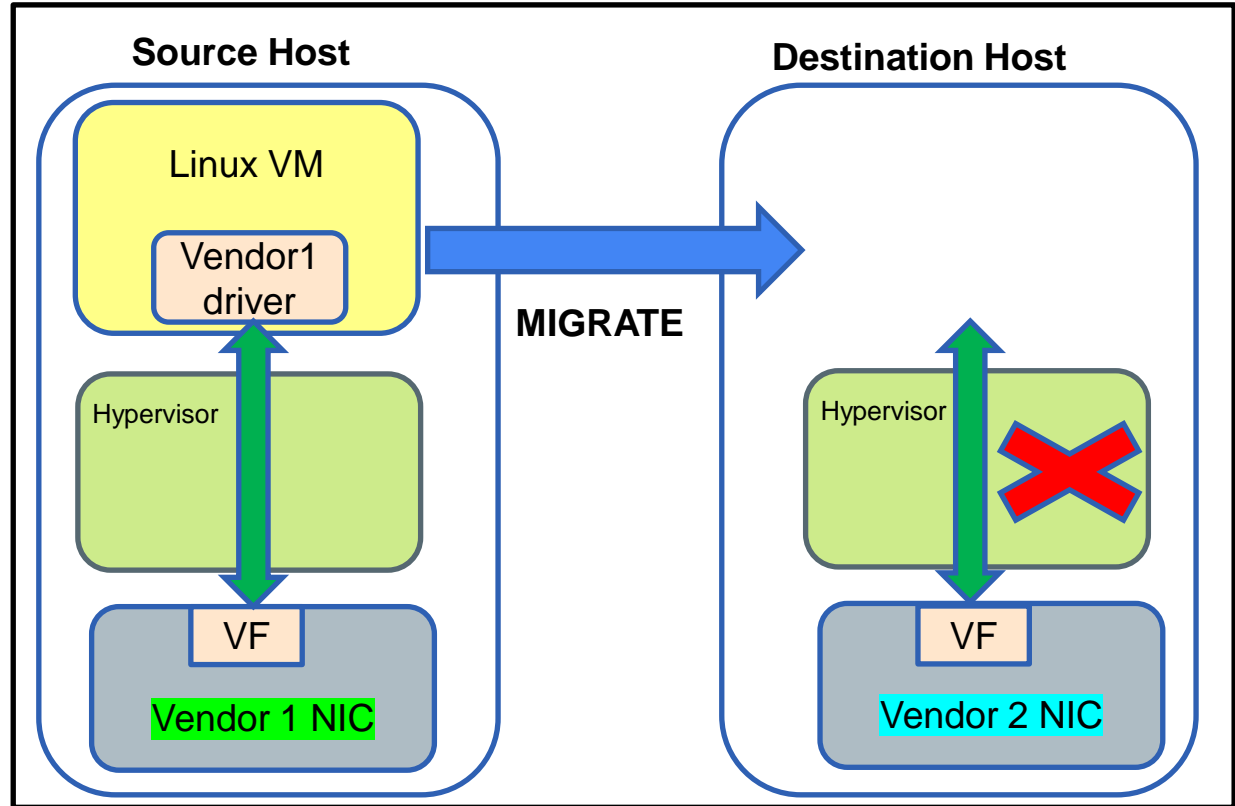 Source Host
Destination Host
Linux VM
Vendor1
driver
MIGRATE
Hypervisor
Hypervisor
VF
VF
Vendor 1 NIC
Vendor 2 NIC